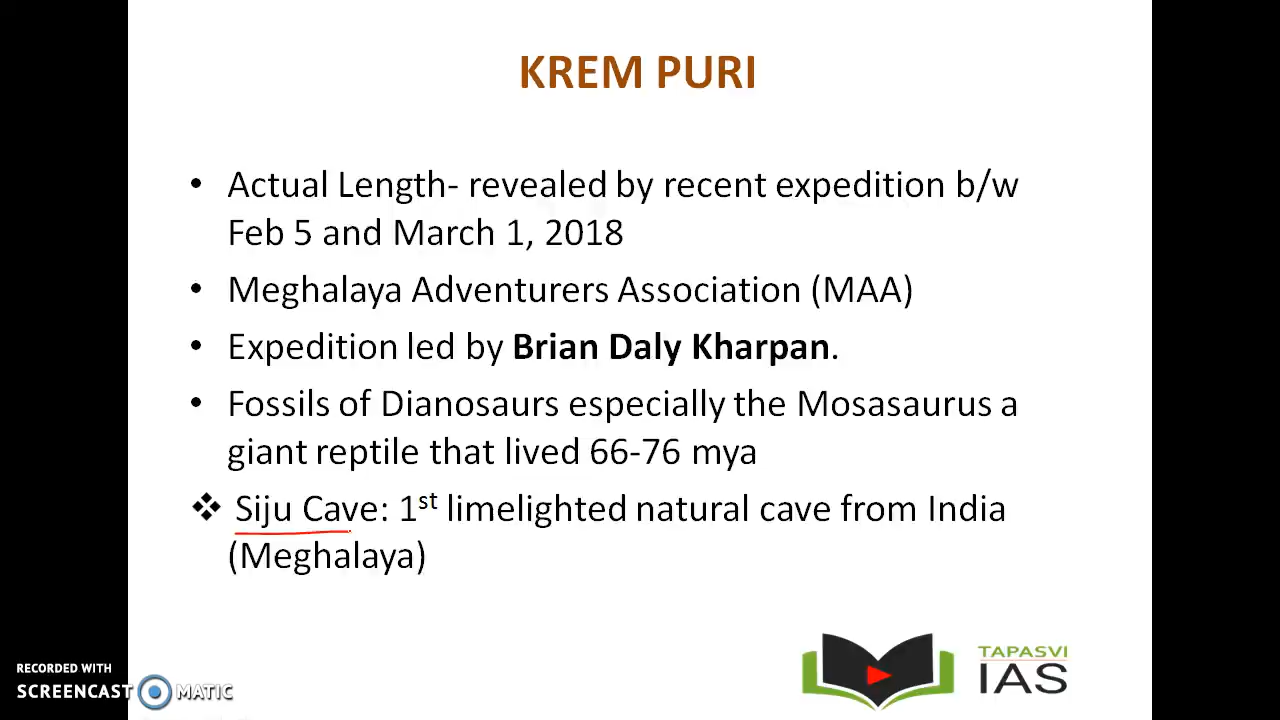 KREM PURI
• Actual Length- revealed by recent expedition b/w
Feb 5 and March 1, 2018
• Meghalaya Adventurers Association (MAA)
• Expedition led by Brian Daly Kharpan.
• Fossils of Dianosaurs especially the Mosasaurus a
giant reptile that lived 66-76 mya
❖ Siju Cave: 1st limelighted natural cave from India
(Meghalaya)
TAPASVI
IAS
RECORDED WITH
SCREENCAST MATIC